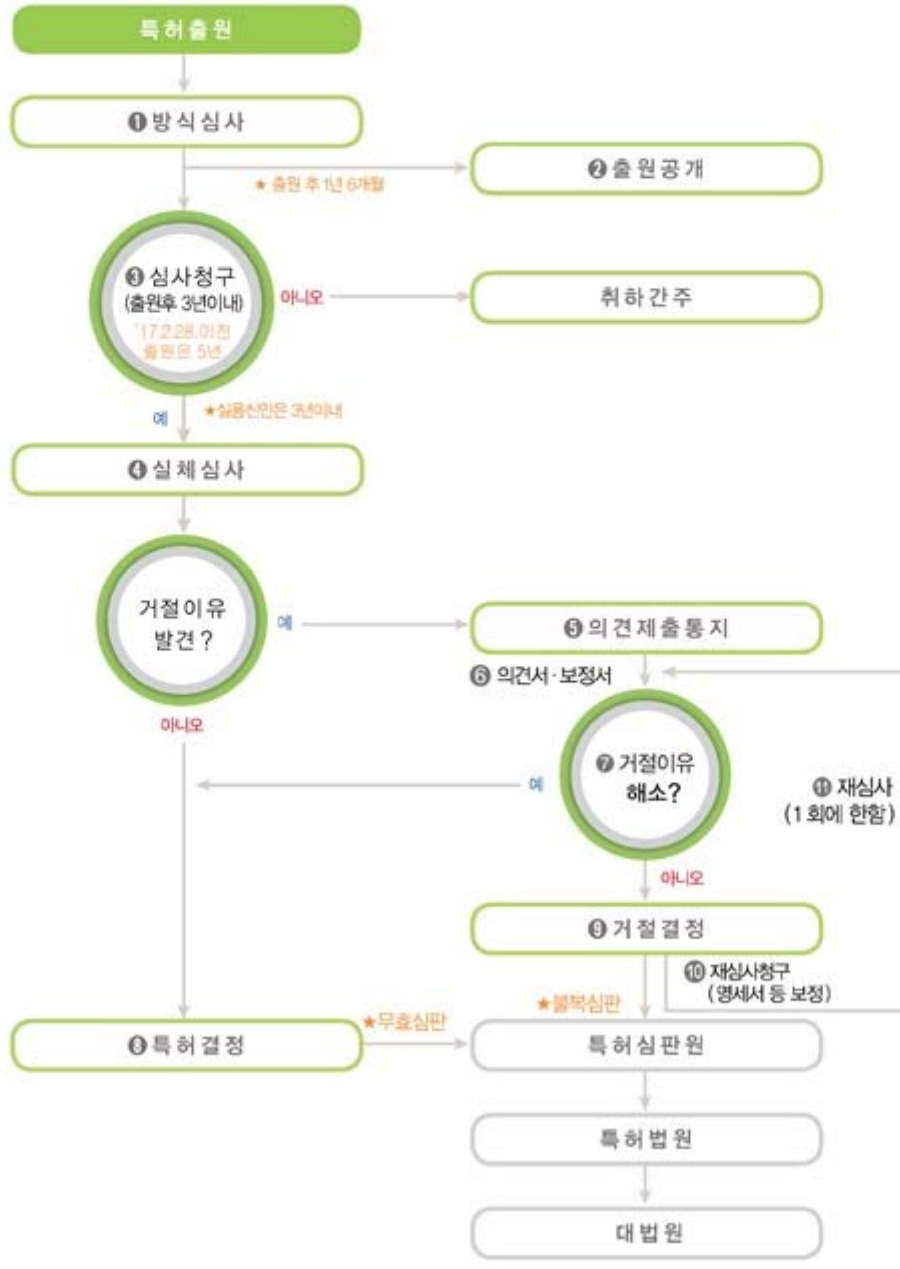 특허출원
❶ 방식심사
❷ 출원공개
★ 출원 후 1년 6개월
❸ 심사청구
(출원후 3년이내)
'17.2.28.이전
출원은 5년
아니오
취하간주
예
★실용신안은 3년이내
❹ 실체심사
거절이유
발견?
예
❺ 의견제출통지
❻ 의견서·보정서
아니오
❼ 거절이유
해소?
예
⓫ 재심사
(1회에 한함)
아니오
❾ 거절결정
❿ 재심사청구
(명세서 등 보정)
★불복심판
★무효심판
❽ 특허결정
특허심판원
특허법원
대법원